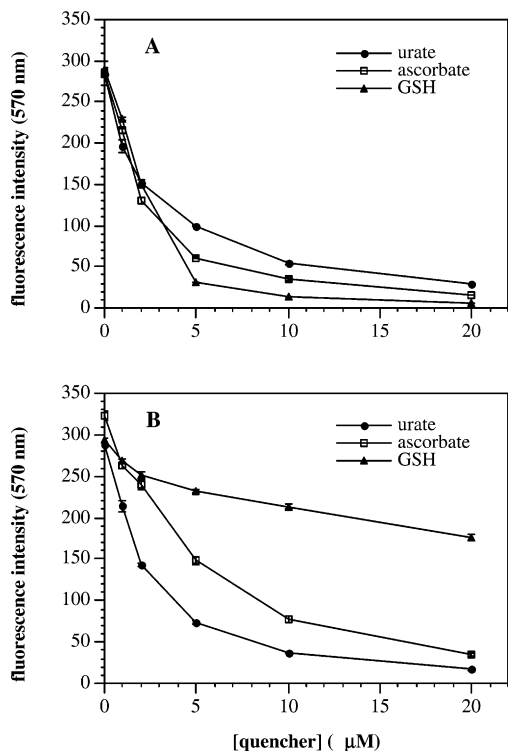 350
300
250
200
150
100
50
0
fluorescence intensity (570 nm)
A
urate
ascorbate
GSH
0 5 10 15 20
350
300
250
200
150
100
50
0
fluorescence intensity (570 nm)
B
urate
ascorbate
GSH
0 5 10 15 20
[quencher] ( μM)